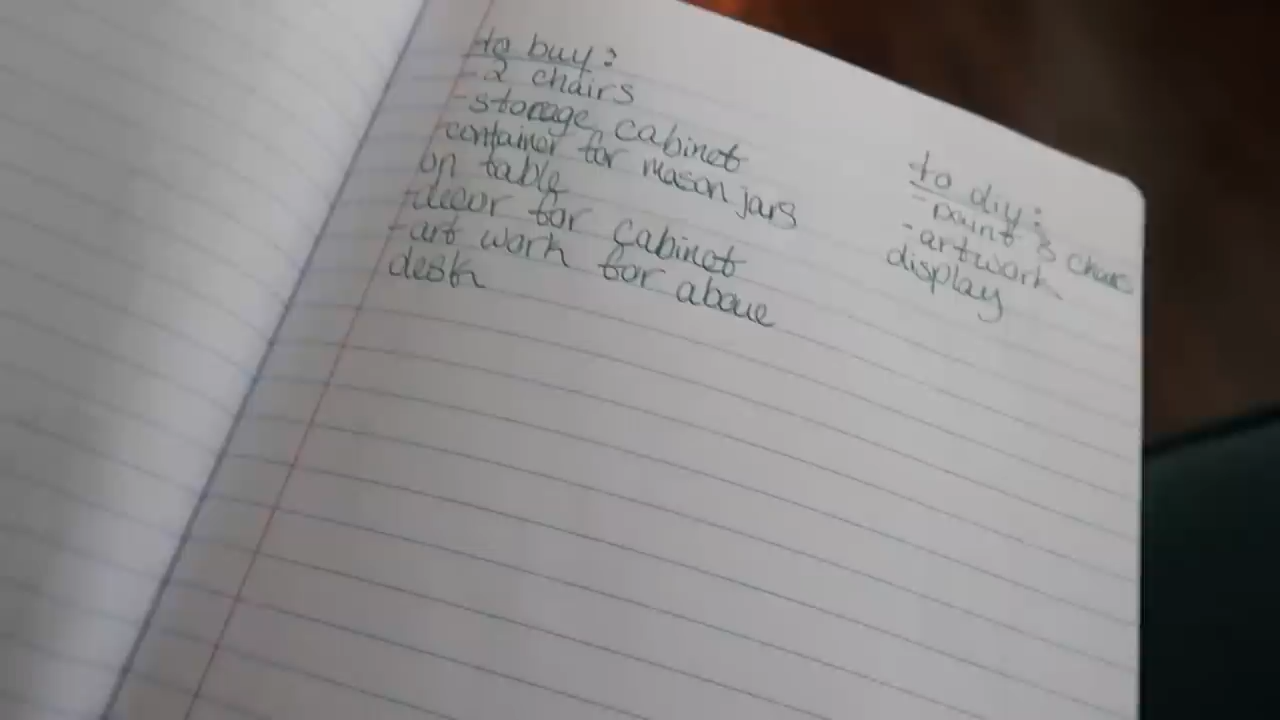 to buy:
-2 chairs
-storage cabinet
-container for mason jars
on table
-decor for cabinet
-art work for above
desk
to diy:
-paint 3 chairs
-artwork
display